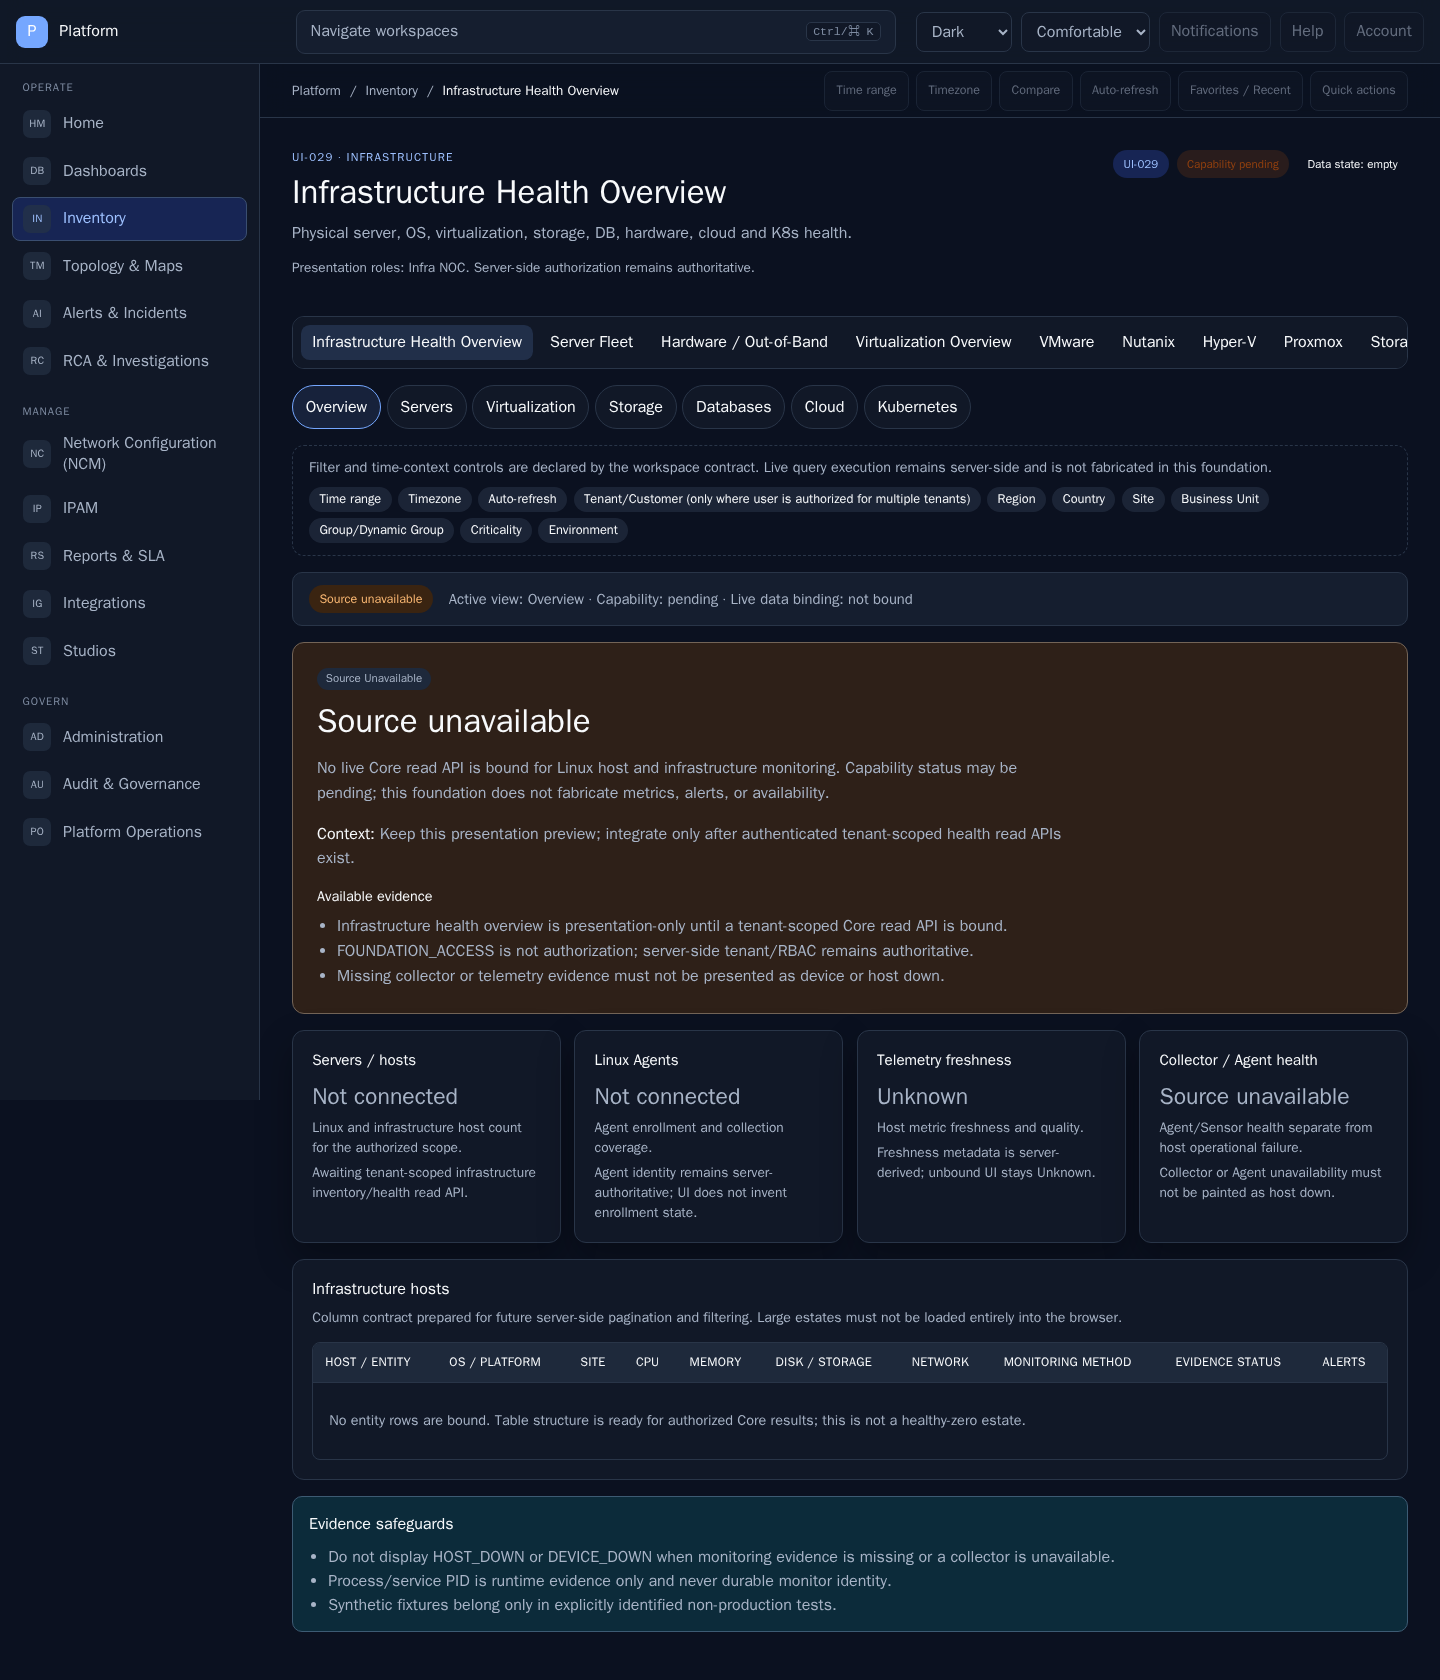 P Platform
Navigate workspaces Ctrl/⌘ K
Dark Comfortable Notifications Help Account
OPERATE
HM Home
DB Dashboards
IN Inventory
TM Topology & Maps
AI Alerts & Incidents
RC RCA & Investigations
MANAGE
NC Network Configuration
(NCM)
IP IPAM
RS Reports & SLA
IG Integrations
ST Studios
GOVERN
AD Administration
AU Audit & Governance
PO Platform Operations
Platform / Inventory / Infrastructure Health Overview
Time range Timezone Compare Auto-refresh Favorites / Recent Quick actions
UI-029 · INFRASTRUCTURE
UI-029 Capability pending Data state: empty
Infrastructure Health Overview
Physical server, OS, virtualization, storage, DB, hardware, cloud and K8s health.
Presentation roles: Infra NOC. Server-side authorization remains authoritative.
Infrastructure Health Overview Server Fleet Hardware / Out-of-Band Virtualization Overview VMware Nutanix Hyper-V Proxmox Stora
Overview Servers Virtualization Storage Databases Cloud Kubernetes
Filter and time-context controls are declared by the workspace contract. Live query execution remains server-side and is not fabricated in this foundation.
Time range Timezone Auto-refresh Tenant/Customer (only where user is authorized for multiple tenants) Region Country Site Business Unit
Group/Dynamic Group Criticality Environment
Source unavailable Active view: Overview · Capability: pending · Live data binding: not bound
Source Unavailable
Source unavailable
No live Core read API is bound for Linux host and infrastructure monitoring. Capability status may be
pending; this foundation does not fabricate metrics, alerts, or availability.
Context: Keep this presentation preview; integrate only after authenticated tenant-scoped health read APIs
exist.
Available evidence
• Infrastructure health overview is presentation-only until a tenant-scoped Core read API is bound.
• FOUNDATION_ACCESS is not authorization; server-side tenant/RBAC remains authoritative.
• Missing collector or telemetry evidence must not be presented as device or host down.
Servers / hosts
Not connected
Linux and infrastructure host count
for the authorized scope.
Awaiting tenant-scoped infrastructure
inventory/health read API.
Linux Agents
Not connected
Agent enrollment and collection
coverage.
Agent identity remains server-
authoritative; UI does not invent
enrollment state.
Telemetry freshness
Unknown
Host metric freshness and quality.
Freshness metadata is server-
derived; unbound UI stays Unknown.
Collector / Agent health
Source unavailable
Agent/Sensor health separate from
host operational failure.
Collector or Agent unavailability must
not be painted as host down.
Infrastructure hosts
Column contract prepared for future server-side pagination and filtering. Large estates must not be loaded entirely into the browser.
HOST / ENTITY OS / PLATFORM SITE CPU MEMORY DISK / STORAGE NETWORK MONITORING METHOD EVIDENCE STATUS ALERTS
No entity rows are bound. Table structure is ready for authorized Core results; this is not a healthy-zero estate.
Evidence safeguards
• Do not display HOST_DOWN or DEVICE_DOWN when monitoring evidence is missing or a collector is unavailable.
• Process/service PID is runtime evidence only and never durable monitor identity.
• Synthetic fixtures belong only in explicitly identified non-production tests.